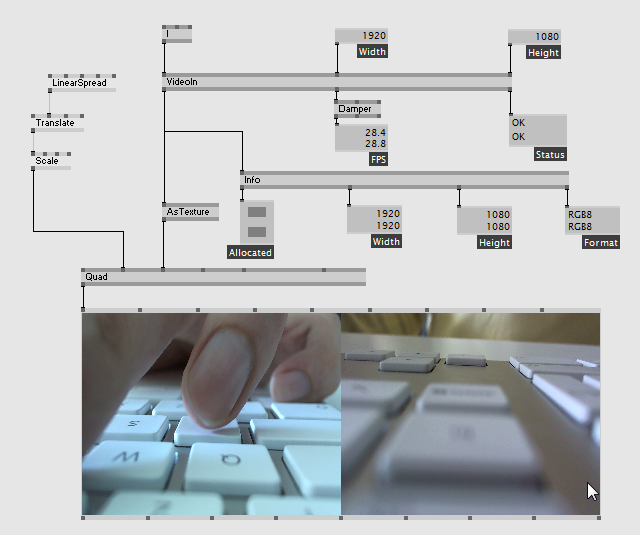 I
1920
Width
1080
Height
LinearSpread
VideoIn
Translate
Damper
28.4
28.8
FPS
OK
OK
Status
Scale
Info
AsTexture
Allocated
1920
1920
Width
1080
1080
Height
RGB8
RGB8
Format
Quad
W
Q